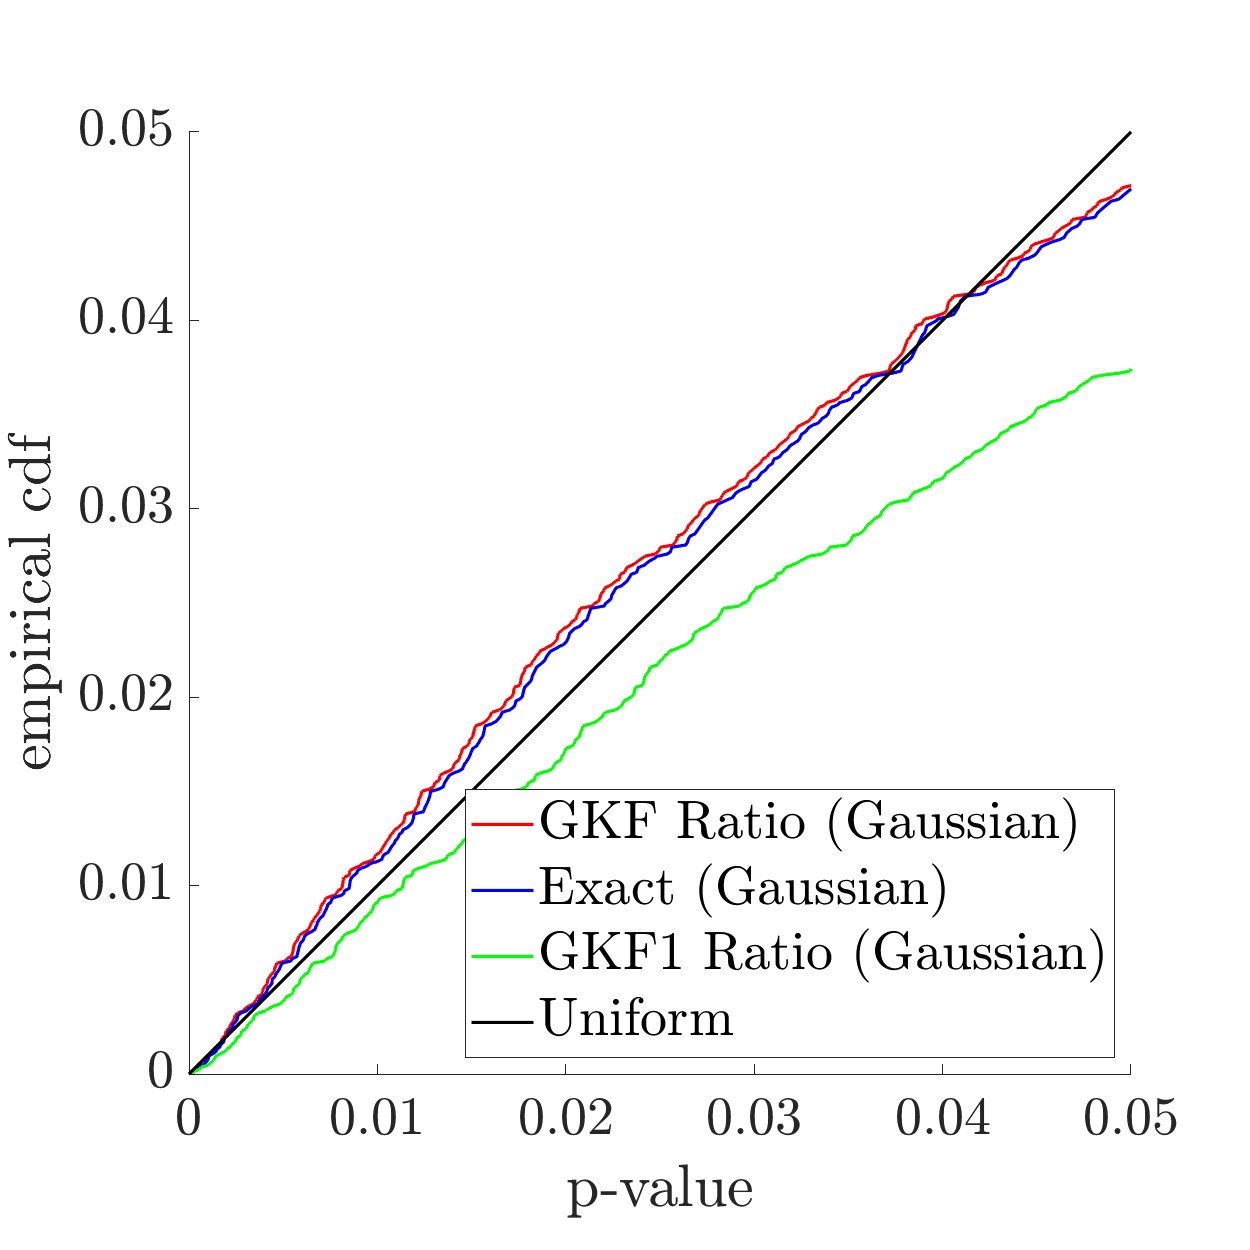 0.05
0.04
0.03
0.02
0.01
0
empirical cdf
GKF Ratio (Gaussian)
Exact (Gaussian)
GKF1 Ratio (Gaussian)
Uniform
0 0.01 0.02 0.03 0.04 0.05
p-value